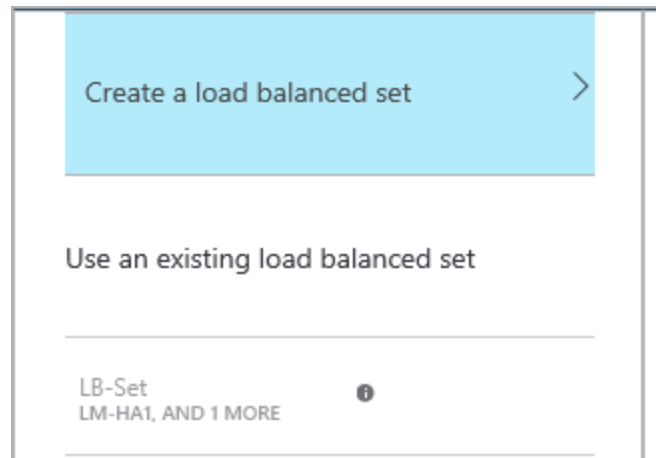 Create a load balanced set
Use an existing load balanced set
LB-Set
LM-HA1, AND 1 MORE